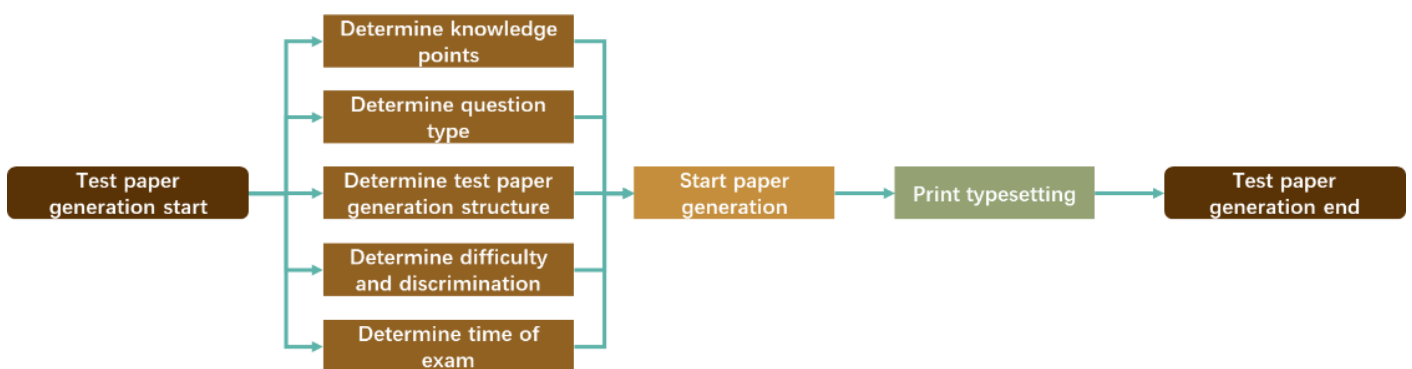 Test paper
generation start
Determine knowledge
points
Determine question
type
Determine test paper
generation structure
Determine difficulty
and discrimination
Determine time of
exam
Start paper
generation
Print typesetting
Test paper
generation end